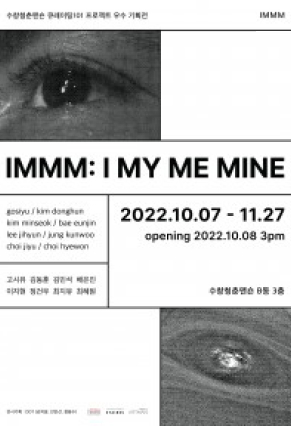 수창청춘맨숀 큐레이팅101 프로젝트 우수 기획전
IMMM
IMMM: I MY ME MINE
gosiyu / kim donghun
kim minseok / bae eunjin
lee jihyun / jung kunwoo
choi jiyu / choi hyewon
2022.10.07 - 11.27
opening 2022.10.08 3pm
고시유 김동훈 김민석 배은진
이지현 정건우 최지유 최혜원
수창청춘맨숀 B동 3층